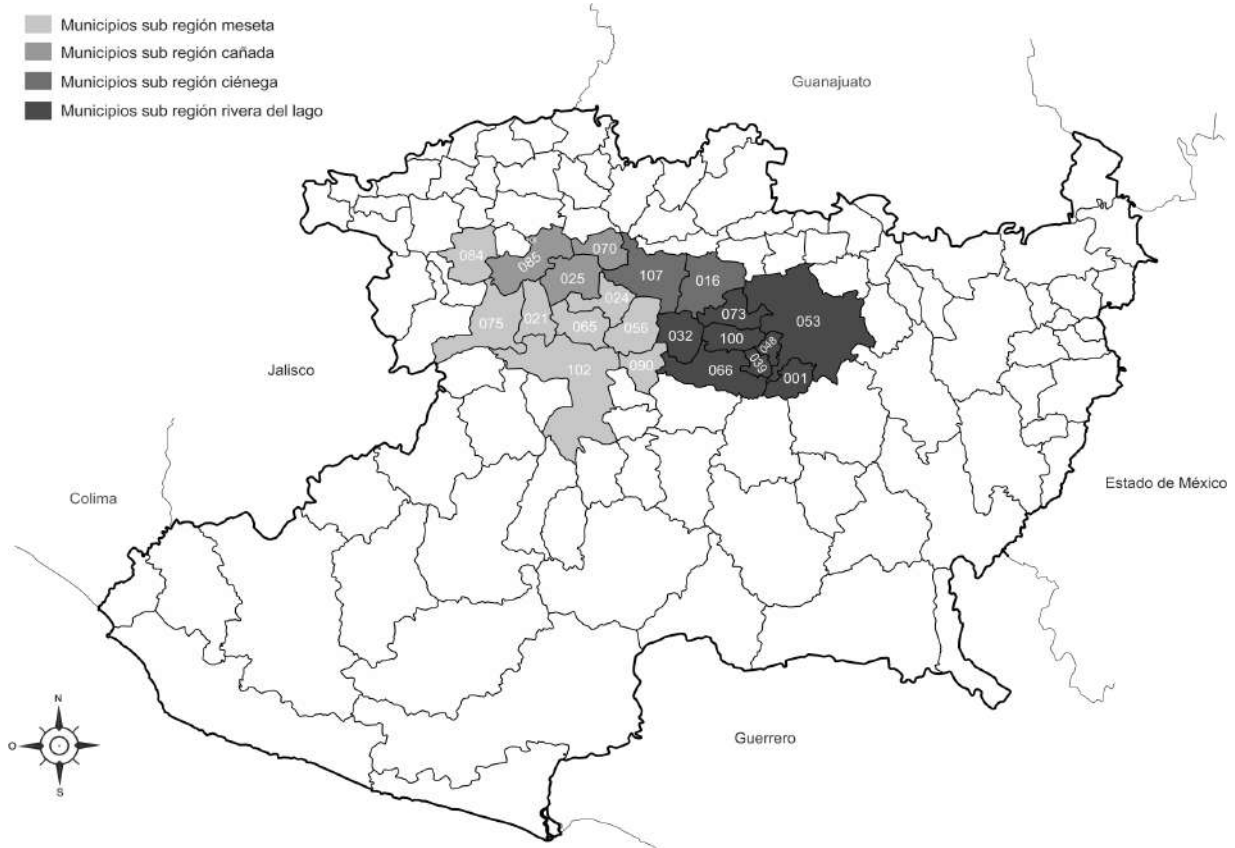 Municipios sub región meseta
Municipios sub región cañada
Municipios sub región ciénega
Municipios sub región rivera del lago
Guanajuato
084
085
070
025
107
016
024
075
021
065
056
073
053
032
100
048
039
102
090
066
001
Jalisco
Colima
Estado de México
Guerrero
N
O
S